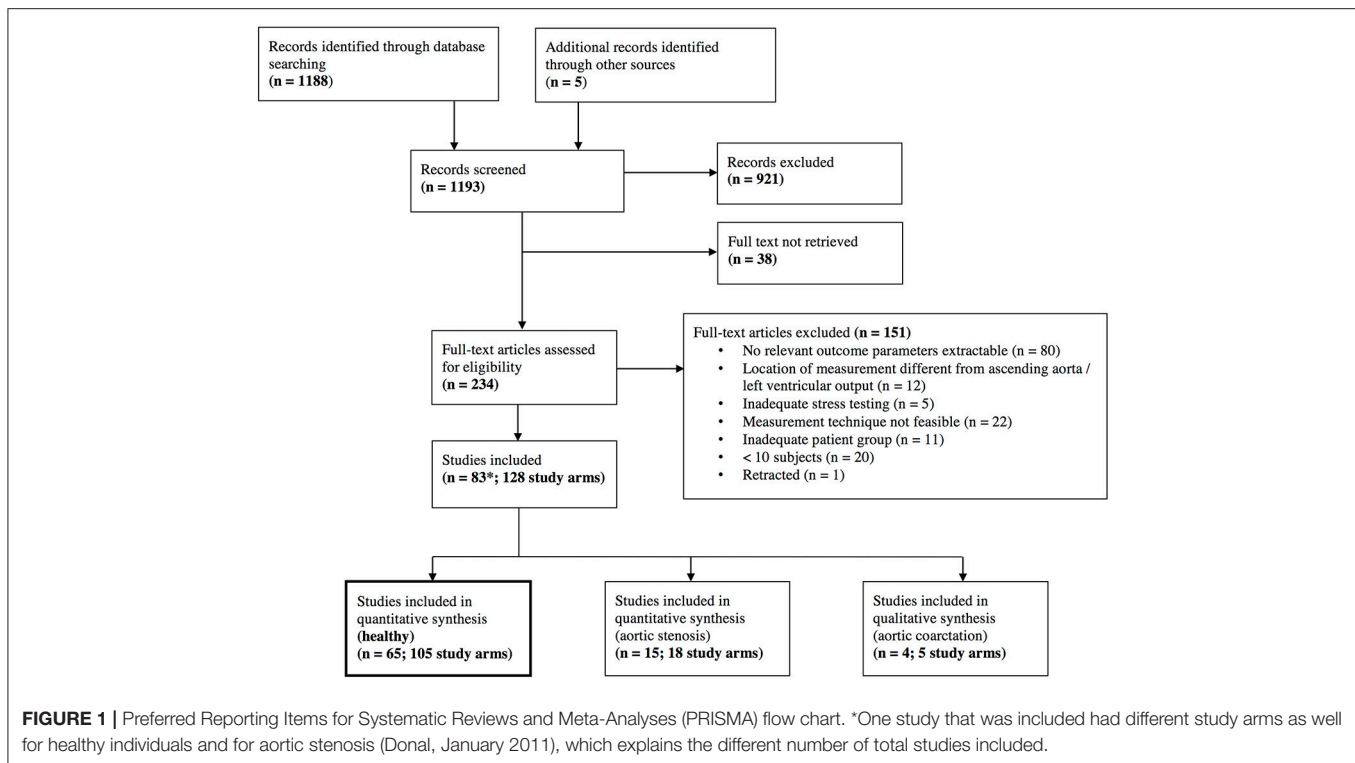 Records identified through database
searching
(n = 1188)
Additional records identified
through other sources
(n = 5)
Records screened
(n = 1193)
Records excluded
(n = 921)
Full text not retrieved
(n = 38)
Full-text articles assessed
for eligibility
(n = 234)
Full-text articles excluded (n = 151)
• No relevant outcome parameters extractable (n = 80)
• Location of measurement different from ascending aorta /
left ventricular output (n = 12)
• Inadequate stress testing (n = 5)
• Measurement technique not feasible (n = 22)
• Inadequate patient group (n = 11)
• < 10 subjects (n = 20)
• Retracted (n = 1)
Studies included
(n = 83*; 128 study arms)
Studies included in
quantitative synthesis
(healthy)
(n = 65; 105 study arms)
Studies included in
quantitative synthesis
(aortic stenosis)
(n = 15; 18 study arms)
Studies included in
qualitative synthesis
(aortic coarctation)
(n = 4; 5 study arms)
FIGURE 1 | Preferred Reporting Items for Systematic Reviews and Meta-Analyses (PRISMA) flow chart. *One study that was included had different study arms as well
for healthy individuals and for aortic stenosis (Donal, January 2011), which explains the different number of total studies included.